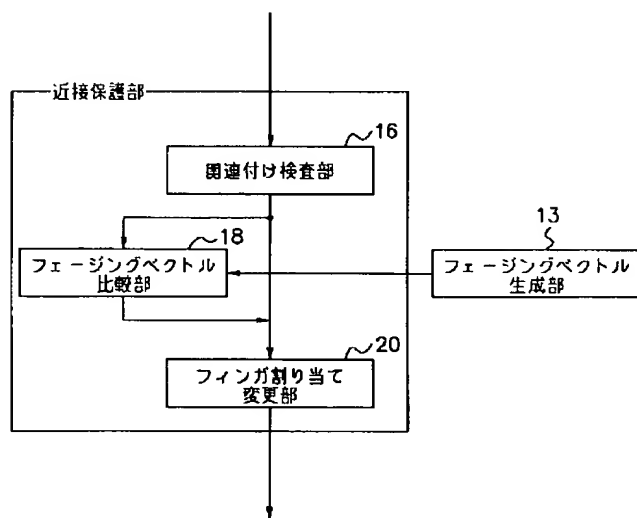 近接保護部
16
関連付け検査部
18
13
フェージングベクトル
比較部
フェージングベクトル
生成部
20
フィンガ割り当て
変更部